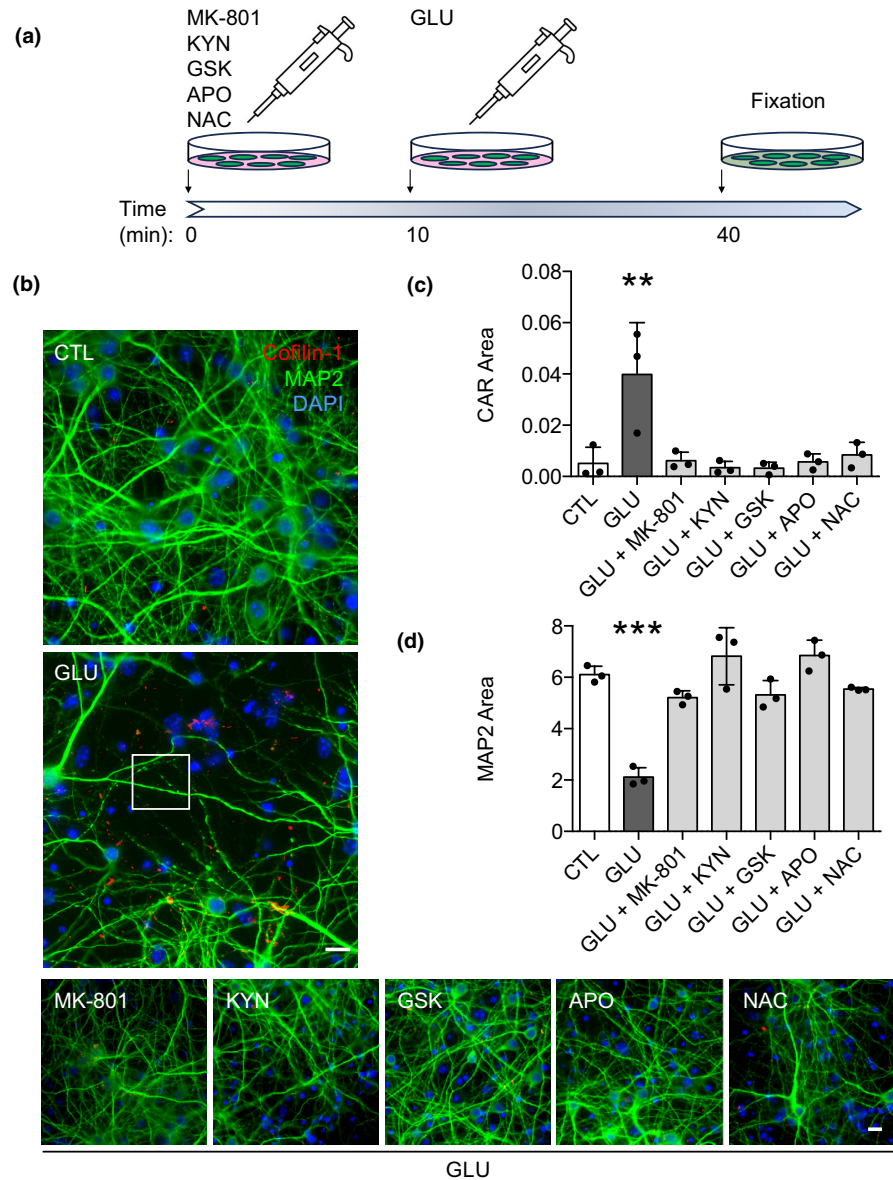 (a)
MK-801
KYN
GSK
APO
NAC
GLU
Fixation
Time
(min):
0
10
40
(b)
CTL
Cofilin-1
MAP2
DAPI
GLU
MK-801
KYN
GSK
APO
NAC
GLU
(c)
CAR Area
0.08
0.06
0.04
0.02
0.00
**
CTL
GLU
GLU + MK-801
GLU + KYN
GLU + GSK
GLU + APO
GLU + NAC
(d)
MAP2 Area
8
6
4
2
0
***
CTL
GLU
GLU + MK-801
GLU + KYN
GLU + GSK
GLU + APO
GLU + NAC